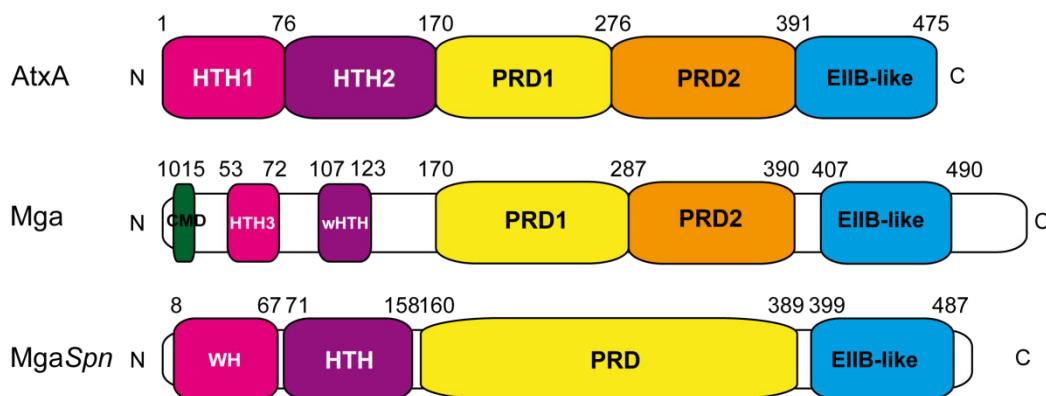 1 76 170 276 391 475
AtxA N HTH1 HTH2 PRD1 PRD2 EIIB-like C
1015 53 72 107 123 170 287 390 407 490
Mga N CMD HTH3 wHTH PRD1 PRD2 EIIB-like C
8 67 71 158 160 389 399 487
MgaSpn N WH HTH PRD EIIB-like C